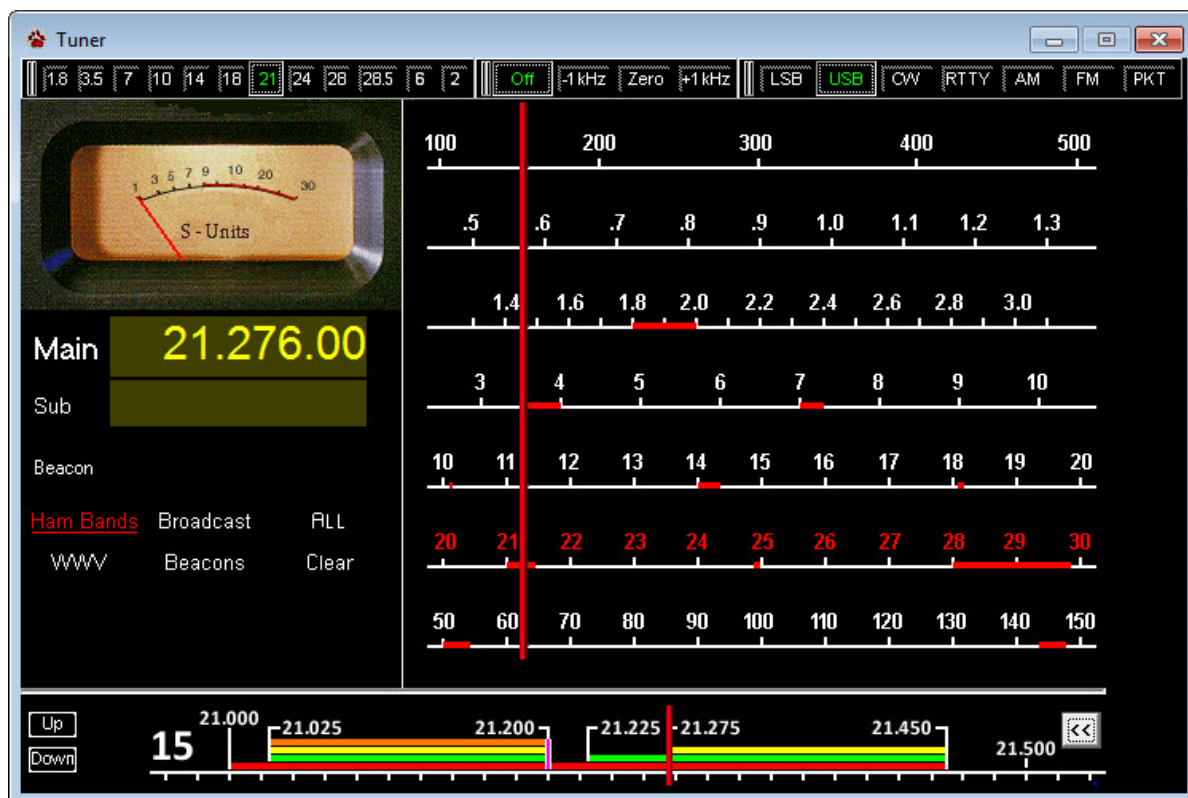 Tuner
1.8 3.5 7 10 14 18 21 24 28 28.5 6 2 Off -1 kHz Zero +1 kHz LSB USB CW RTTY AM FM PKT
1 3 5 7 9 10 20 30
S - Units
Main 21.276.00
Sub
Beacon
Ham Bands Broadcast ALL
WWV Beacons Clear
100 200 300 400 500
.5 .6 .7 .8 .9 1.0 1.1 1.2 1.3
1.4 1.6 1.8 2.0 2.2 2.4 2.6 2.8 3.0
3 4 5 6 7 8 9 10
10 11 12 13 14 15 16 17 18 19 20
20 21 22 23 24 25 26 27 28 29 30
50 60 70 80 90 100 110 120 130 140 150
Up
Down
15
21.000 21.025 21.200 21.225 21.275 21.450 21.500
<<